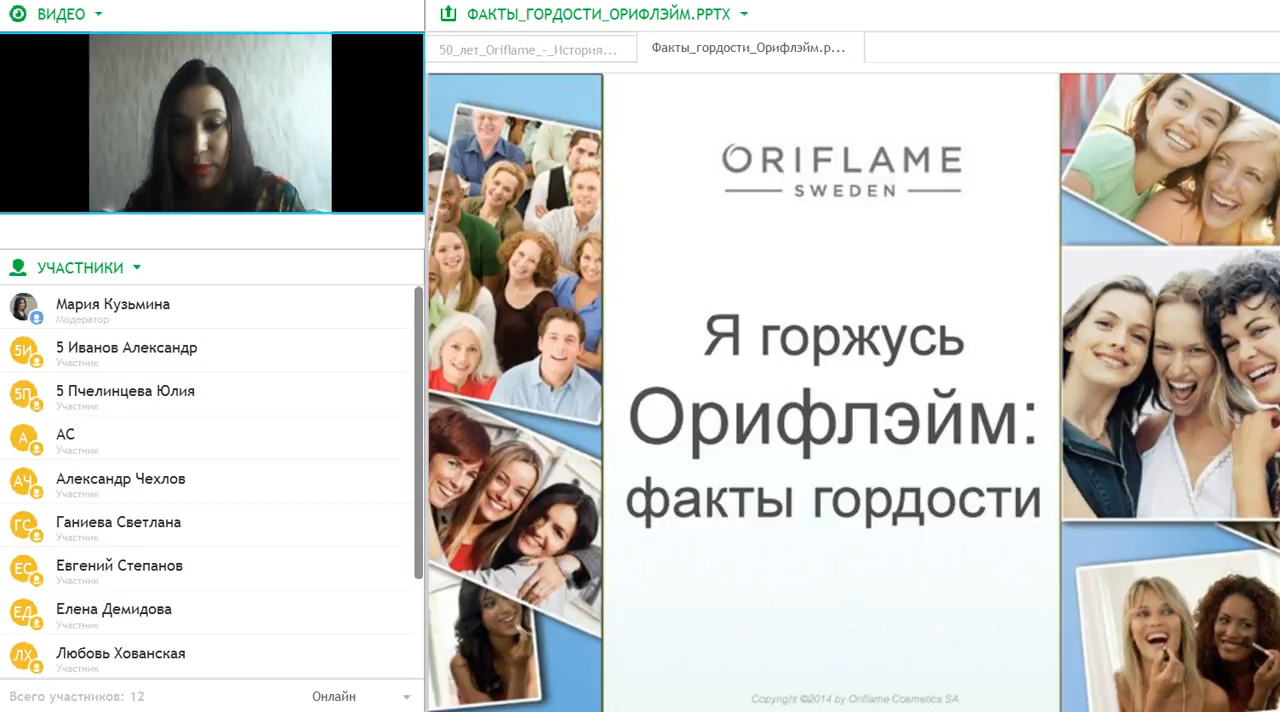 ВИДЕО
УЧАСТНИКИ
Мария Кузьмина
Модератор
5И
5 Иванов Александр
Участник
5П
5 Пчелинцева Юлия
Участник
А
АС
Участник
АЧ
Александр Чехлов
Участник
ГС
Ганиева Светлана
Участник
ЕС
Евгений Степанов
Участник
ЕД
Елена Демидова
Участник
ЛХ
Любовь Хованская
Участник
Всего участников: 12
Онлайн
ФАКТЫ_ГОРДОСТИ_ОРИФЛЭЙМ.PPTX
50_лет_Oriflame_-_История...
Факты_гордости_Орифлэйм.р...
ORIFLAME
SWEDEN
Я горжусь
Орифлэйм:
факты гордости
Copyright ©2014 by Oriflame Cosmetics SA